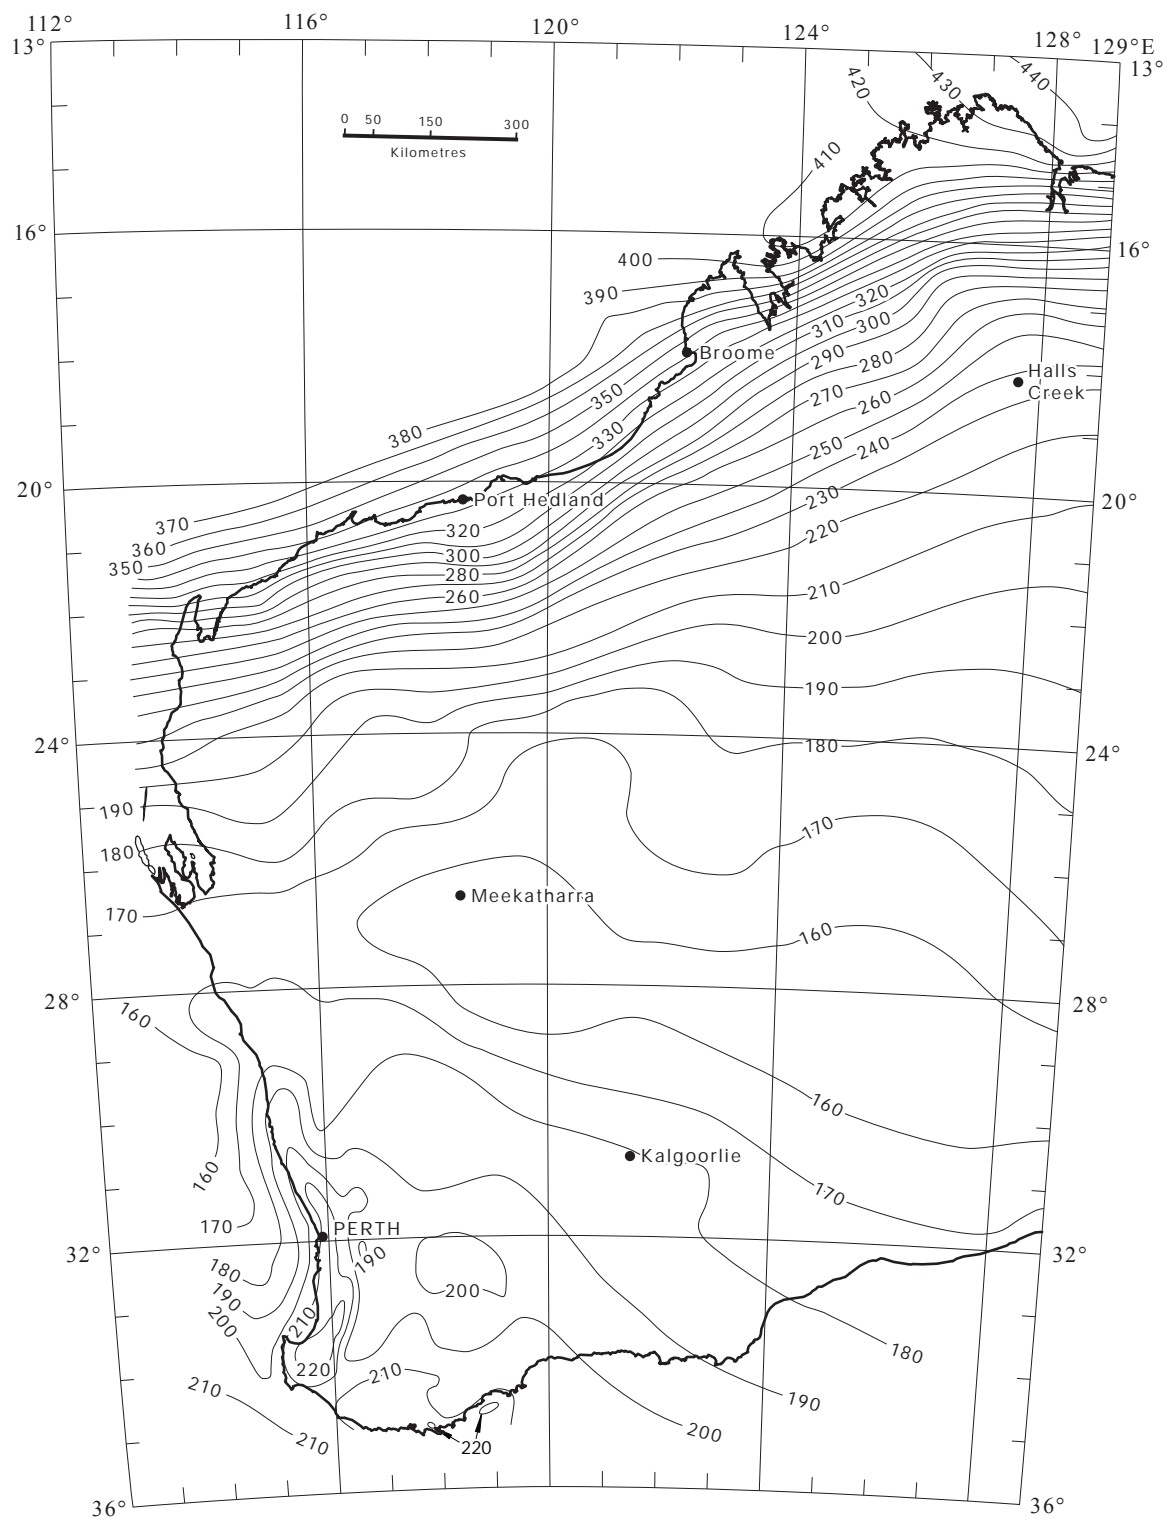 112° 116° 120° 124° 128° 129°E
13° 13°
0 50 150 300
Kilometres
420 430 440
410
16° 16°
400
390
320
310 300
Broome
290 280
Halls
Creek
350 270 260
380 330
250 240
20° 20°
Port Hedland
230
370 320 220
360 300
350 280
260 210
200
190
24° 180 24°
190
170
180
Meekatharra
170 160
28° 28°
160
160
Kalgoorlie
160
170
170
PERTH
32° 190 32°
180
190 200
200 210
180
220 210
210 190
210 200
220
36° 36°